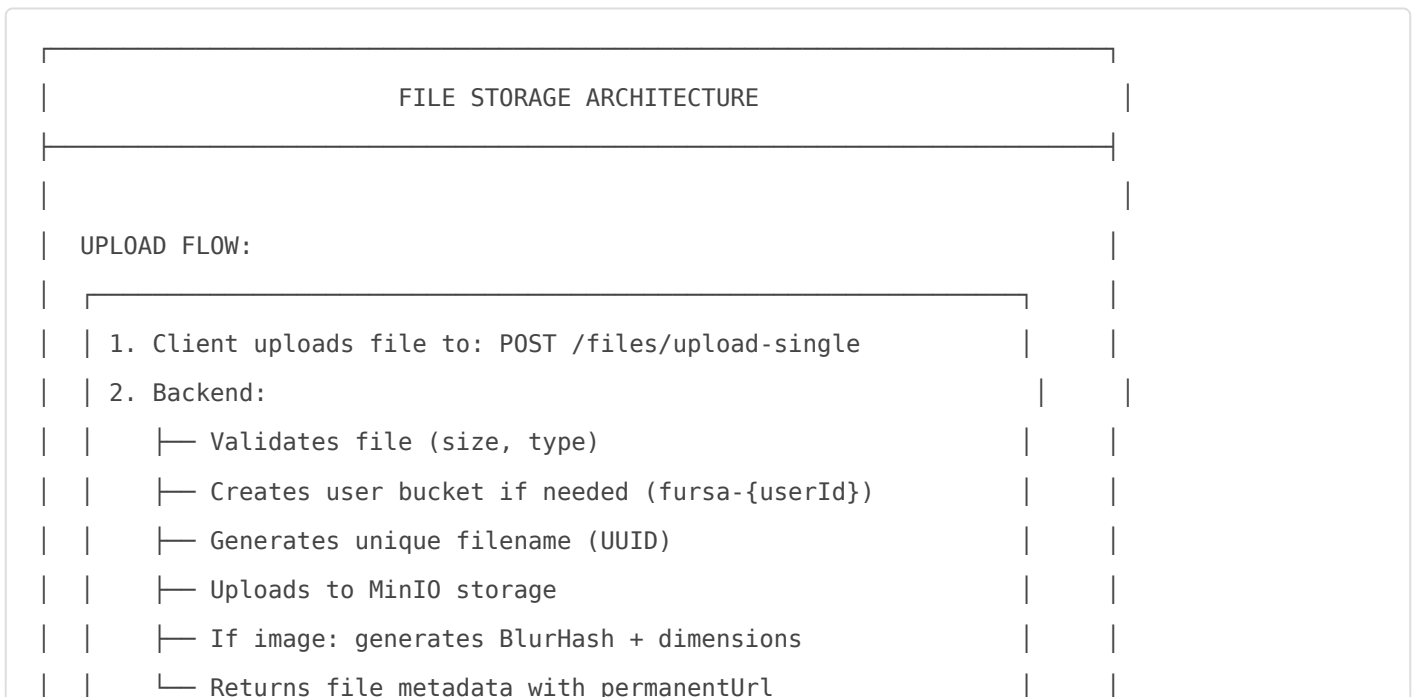 FILE STORAGE ARCHITECTURE
UPLOAD FLOW:
1. Client uploads file to: POST /files/upload-single
2. Backend:
├── Validates file (size, type)
├── Creates user bucket if needed (fursa-{userId})
├── Generates unique filename (UUID)
├── Uploads to MinIO storage
├── If image: generates BlurHash + dimensions
└── Returns file metadata with permanentUrl